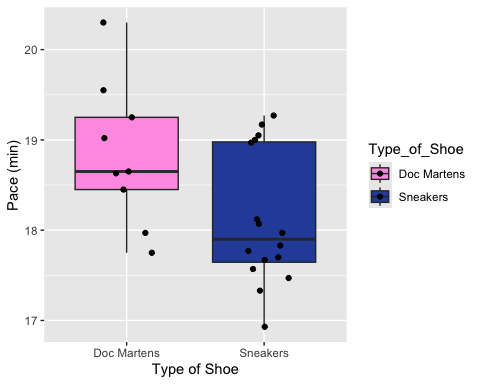 Pace (min)
20
19
18
17
Doc Martens
Sneakers
Type of Shoe
Type_of_Shoe
Doc Martens
Sneakers